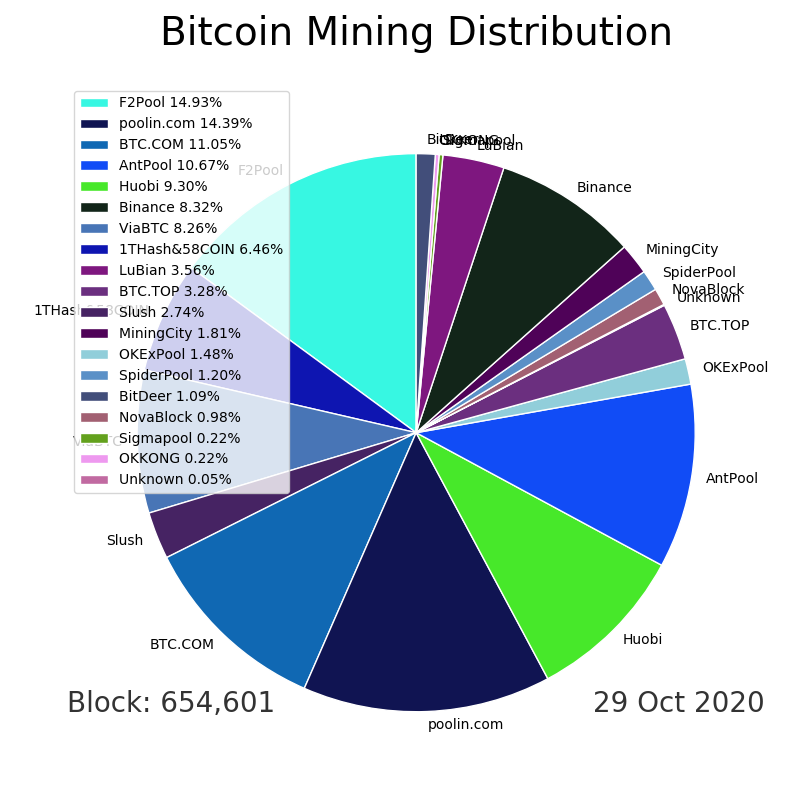 Bitcoin Mining Distribution
F2Pool 14.93%
poolin.com 14.39%
BTC.COM 11.05%
AntPool 10.67%
Huobi 9.30%
Binance 8.32%
ViaBTC 8.26%
1THash&58COIN 6.46%
LuBian 3.56%
BTC.TOP 3.28%
Slush 2.74%
MiningCity 1.81%
OKExPool 1.48%
SpiderPool 1.20%
BitDeer 1.09%
NovaBlock 0.98%
Sigmapool 0.22%
OKKONG 0.22%
Unknown 0.05%
F2Pool
LuBian
Binance
MiningCity
SpiderPool
NovaBlock
Unknown
BTC.TOP
OKExPool
AntPool
Huobi
poolin.com
BTC.COM
Slush
Block: 654,601
29 Oct 2020